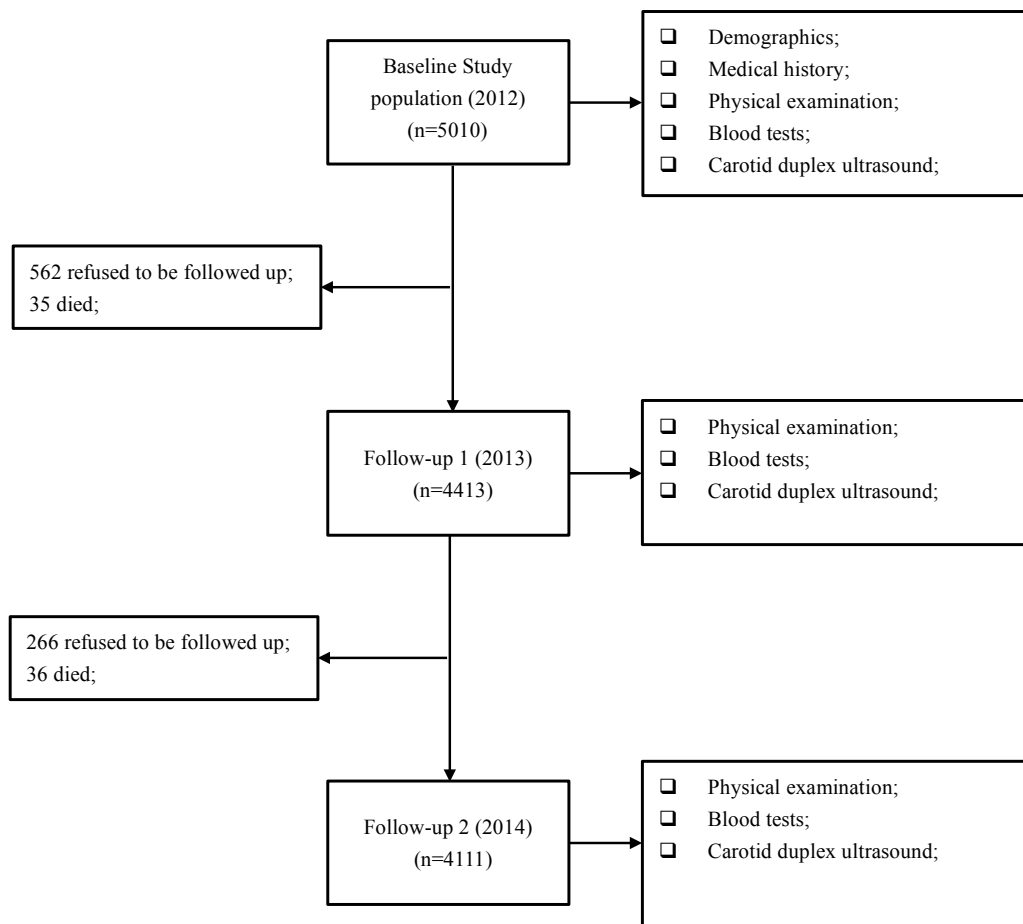 Baseline Study
population (2012)
(n=5010)
❑ Demographics;
❑ Medical history;
❑ Physical examination;
❑ Blood tests;
❑ Carotid duplex ultrasound;
562 refused to be followed up;
35 died;
Follow-up 1 (2013)
(n=4413)
❑ Physical examination;
❑ Blood tests;
❑ Carotid duplex ultrasound;
266 refused to be followed up;
36 died;
Follow-up 2 (2014)
(n=4111)
❑ Physical examination;
❑ Blood tests;
❑ Carotid duplex ultrasound;